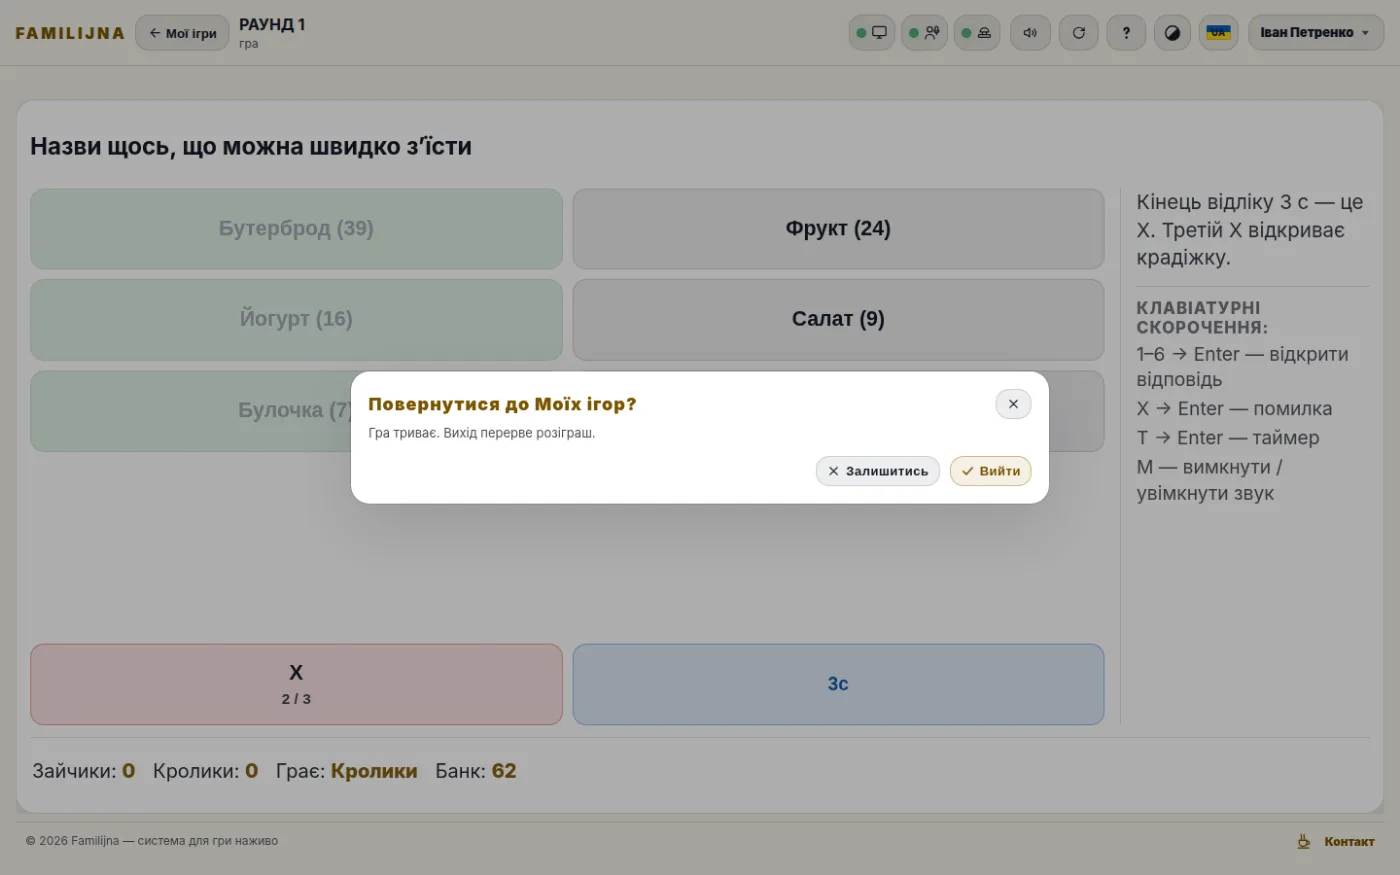 FAMILIJNA
← Мої ігри
РАУНД 1
гра
?
UA
Іван Петренко
Назви щось, що можна швидко з’їсти
Бутерброд (39)
Фрукт (24)
Йогурт (16)
Салат (9)
Булочка (7)
Повернутися до Моїх ігор?
Гра триває. Вихід перерве розіграш.
Залишитись
Вийти
X
2 / 3
3с
Кінець відліку 3 с — це
X. Третій X відкриває
крадіжку.
КЛАВІАТУРНІ
СКОРОЧЕННЯ:
1–6 → Enter — відкрити
відповідь
X → Enter — помилка
T → Enter — таймер
M — вимкнути /
увімкнути звук
Зайчики: 0 Кролики: 0 Грає: Кролики Банк: 62
© 2026 Familijna — система для гри наживо
Контакт